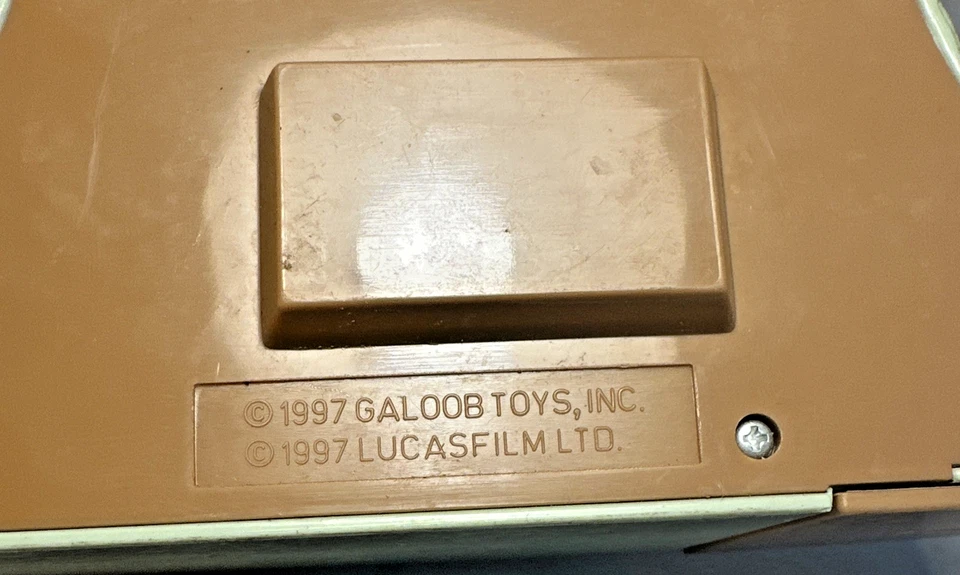 © 1997 GALOOB TOYS, INC.
© 1997 LUCASFILM LTD.